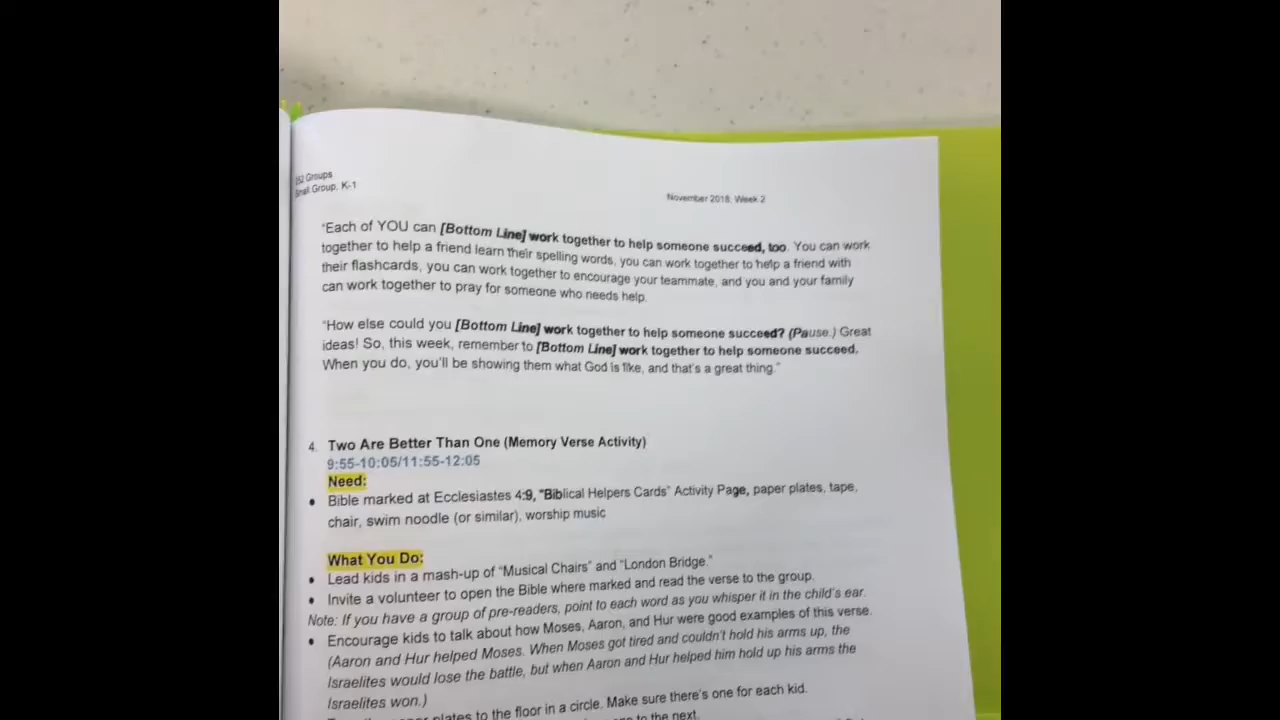 252 Groups
Small Group, K-1
November 2018, Week 2
"Each of YOU can [Bottom Line] work together to help someone succeed, too. You can work
together to help a friend learn their spelling words, you can work together to help a friend with
their flashcards, you can work together to encourage your teammate, and you and your family
can work together to pray for someone who needs help.
"How else could you [Bottom Line] work together to help someone succeed? (Pause.) Great
ideas! So, this week, remember to [Bottom Line] work together to help someone succeed.
When you do, you'll be showing them what God is like, and that's a great thing."
4. Two Are Better Than One (Memory Verse Activity)
9:55-10:05/11:55-12:05
Need:
• Bible marked at Ecclesiastes 4:9, "Biblical Helpers Cards" Activity Page, paper plates, tape,
chair, swim noodle (or similar), worship music
What You Do:
• Lead kids in a mash-up of "Musical Chairs" and "London Bridge."
• Invite a volunteer to open the Bible where marked and read the verse to the group.
Note: If you have a group of pre-readers, point to each word as you whisper it in the child's ear.
• Encourage kids to talk about how Moses, Aaron, and Hur were good examples of this verse.
(Aaron and Hur helped Moses. When Moses got tired and couldn't hold his arms up, the
Israelites would lose the battle, but when Aaron and Hur helped him hold up his arms the
Israelites won.)
plates to the floor in a circle. Make sure there's one for each kid.
to the next.